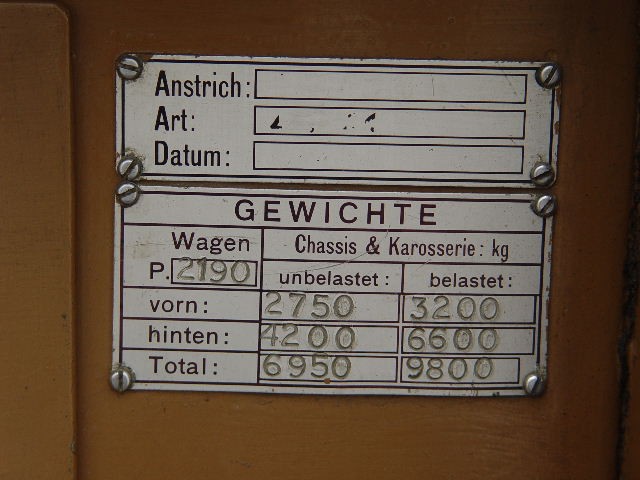 Anstrich:
Art:
Datum:
GEWICHTE
Wagen Chassis & Karosserie: kg
P. 2190 unbelastet: belastet:
vorn: 2750 3200
hinten: 4200 6600
Total: 6950 9800